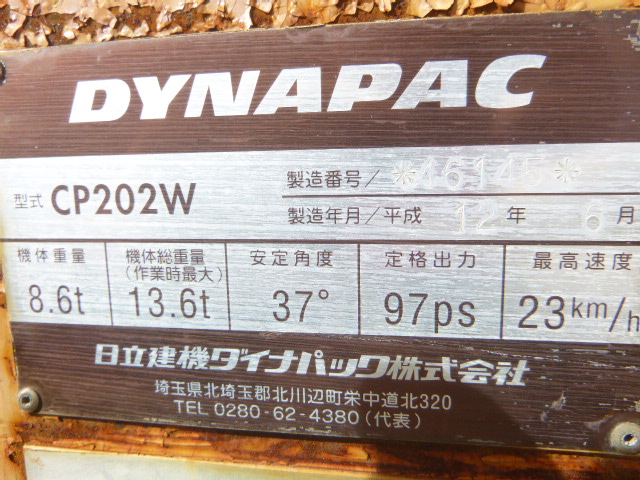 DYNAPAC
型式 CP202W
製造番号/ *46145*
製造年月/平成 12 年 6 月
機体重量 機体総重量 (作業時最大) 安定角度 定格出力 最高速度
8.6t 13.6t 37° 97ps 23km/h
日立建機ダイナパック株式会社
埼玉県北埼玉郡北川辺町栄中道北320
TEL 0280-62-4380(代表)